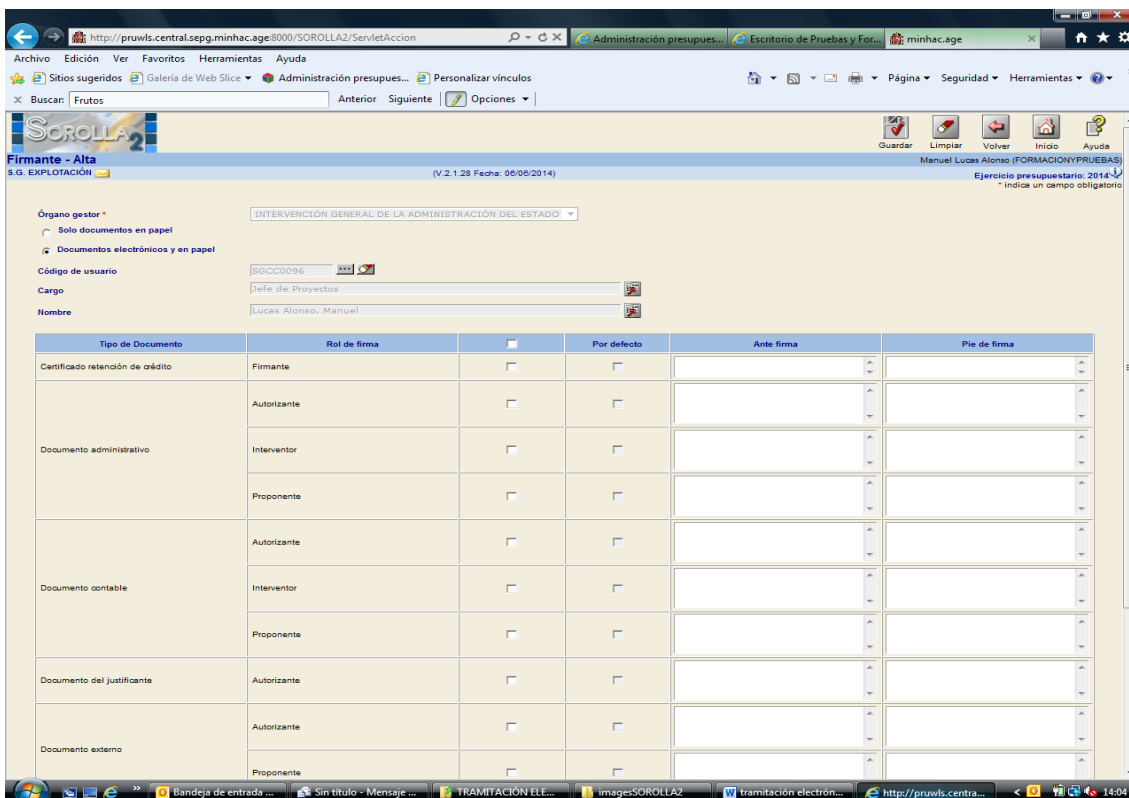 http://pruwls.central.sepg.minhac.age:8000/SOROLLA2/ServletAccion
Administración presupues...
Escritorio de Pruebas y For...
minhac.age
Archivo Edición Ver Favoritos Herramientas Ayuda
Sitios sugeridos Galería de Web Slice Administración presupues... Personalizar vínculos
Página Seguridad Herramientas
Buscar: Frutos Anterior Siguiente Opciones
SOROLLA2
Guardar Limpiar Volver Inicio Ayuda
Firmante - Alta
Manuel Lucas Alonso (FORMACIONYPRUEBAS)
S.G. EXPLOTACIÓN
(V.2.1.28 Fecha: 06/06/2014)
Ejercicio presupuestario: 2014
* indica un campo obligatorio
Órgano gestor * INTERVENCIÓN GENERAL DE LA ADMINISTRACIÓN DEL ESTADO
Solo documentos en papel
Documentos electrónicos y en papel
Código de usuario SGCC0096
Cargo Jefe de Proyectos
Nombre Lucas Alonso, Manuel
Tipo de Documento Rol de firma Por defecto Ante firma Pie de firma
Certificado retención de crédito Firmante
Autorizante
Documento administrativo Interventor
Proponente
Autorizante
Documento contable Interventor
Proponente
Documento del justificante Autorizante
Autorizante
Documento externo
Proponente
Bandeja de entrada ...
Sin título - Mensaje ...
TRAMITACIÓN ELE...
imagesSOROLLA2
tramitación electrón...
http://pruwls.centra...
14:04